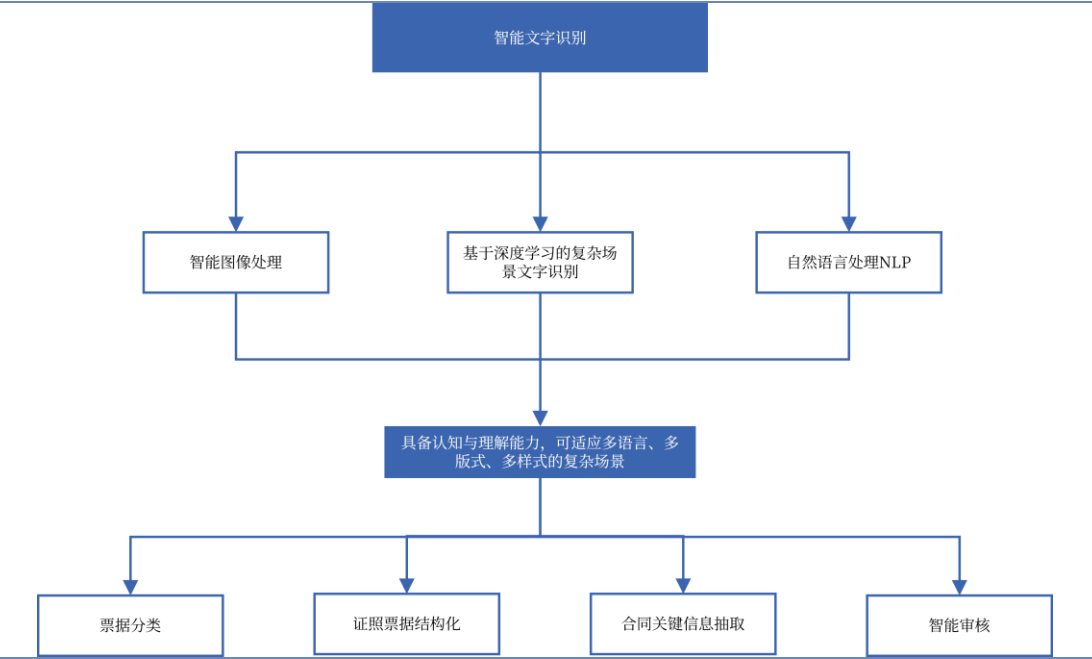 智能文字识别
智能图像处理
基于深度学习的复杂场
景文字识别
自然语言处理NLP
具备认知与理解能力，可适应多语言、多
版式、多样式的复杂场景
票据分类
证照票据结构化
合同关键信息抽取
智能审核